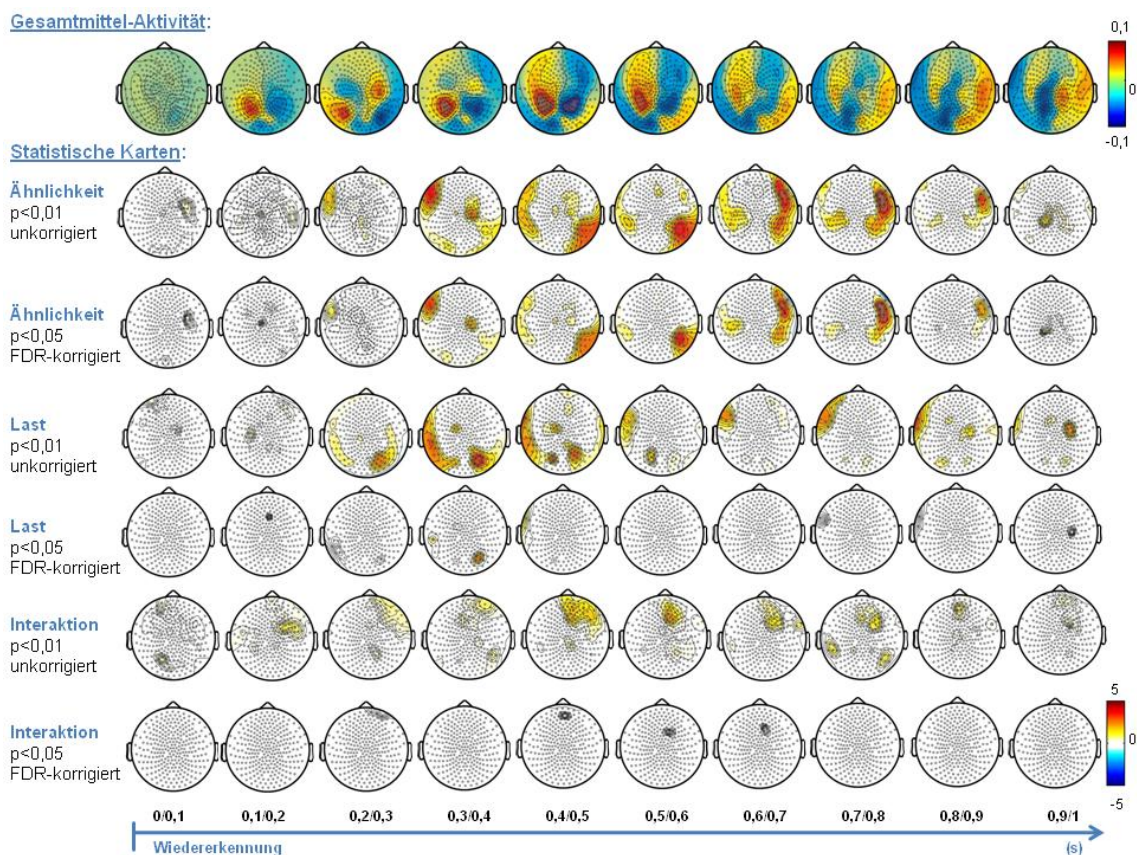 Gesamtmittel-Aktivität:
0,1
0
-0,1
Statistische Karten:
Ähnlichkeit
p<0,01
unkorrigiert
Ähnlichkeit
p<0,05
FDR-korrigiert
Last
p<0,01
unkorrigiert
Last
p<0,05
FDR-korrigiert
Interaktion
p<0,01
unkorrigiert
Interaktion
p<0,05
FDR-korrigiert
5
0
-5
0/0,1 0,1/0,2 0,2/0,3 0,3/0,4 0,4/0,5 0,5/0,6 0,6/0,7 0,7/0,8 0,8/0,9 0,9/1
Wiedererkennung (s)